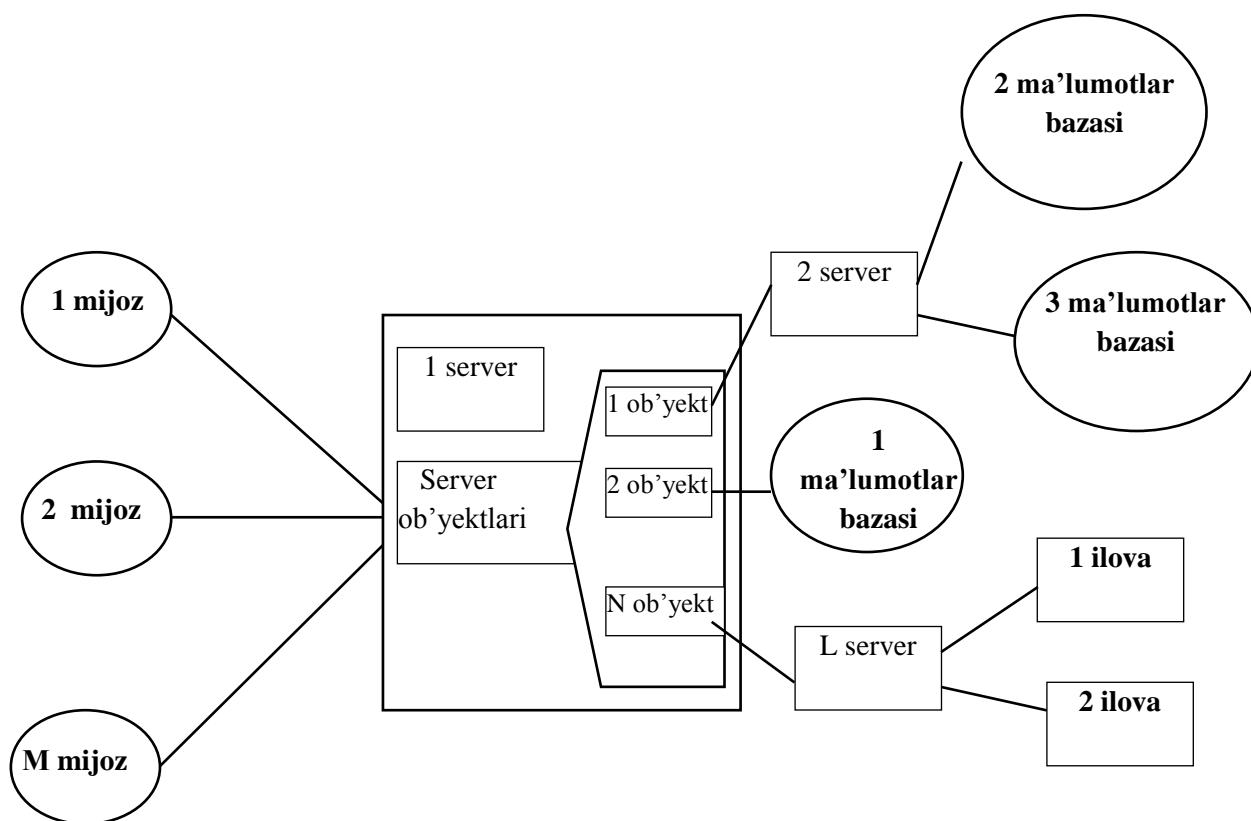 2 ma’lumotlar
bazasi
2 server
1 mijoz
3 ma’lumotlar
bazasi
1 server
1 ob’yekt
1
ma’lumotlar
bazasi
Server
ob’yektlari
2 ob’yekt
2 mijoz
1 ilova
N ob’yekt
L server
2 ilova
M mijoz